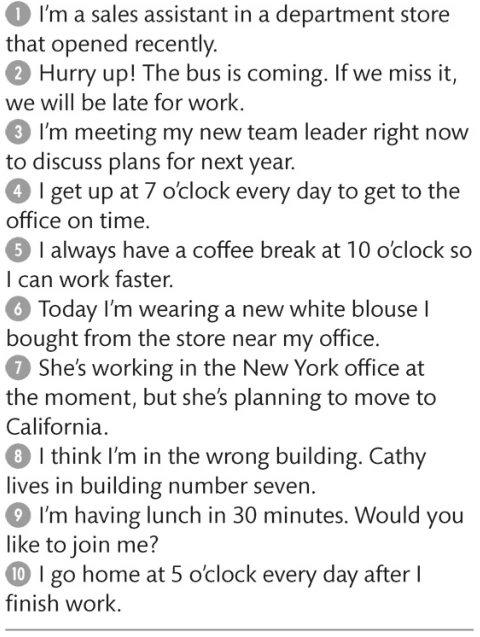 1 I'm a sales assistant in a department store
that opened recently.
2 Hurry up! The bus is coming. If we miss it,
we will be late for work.
3 I'm meeting my new team leader right now
to discuss plans for next year.
4 I get up at 7 o'clock every day to get to the
office on time.
5 I always have a coffee break at 10 o'clock so
I can work faster.
6 Today I'm wearing a new white blouse I
bought from the store near my office.
7 She's working in the New York office at
the moment, but she's planning to move to
California.
8 I think I'm in the wrong building. Cathy
lives in building number seven.
9 I'm having lunch in 30 minutes. Would you
like to join me?
10 I go home at 5 o'clock every day after I
finish work.